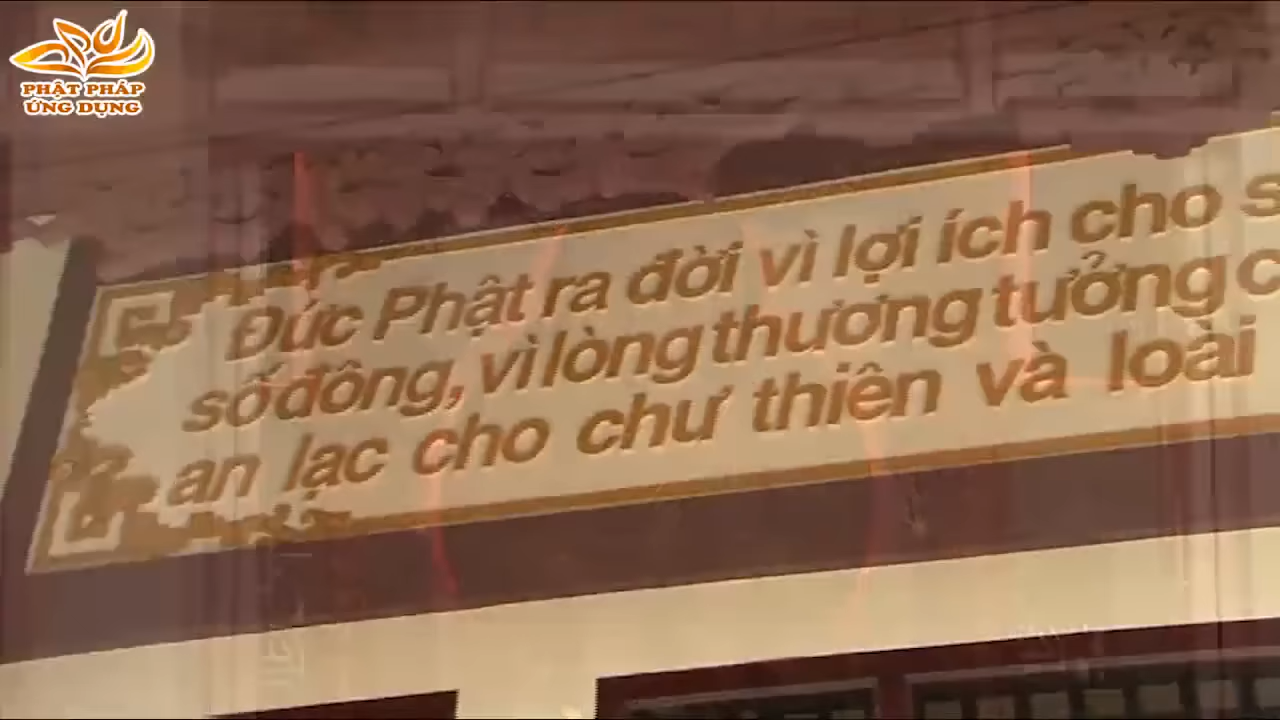 PHẬT PHÁP
ỨNG DỤNG
Đức Phật ra đời vì lợi ích cho
số đông, vì lòng thương tưởng
an lạc cho chư thiên và loài